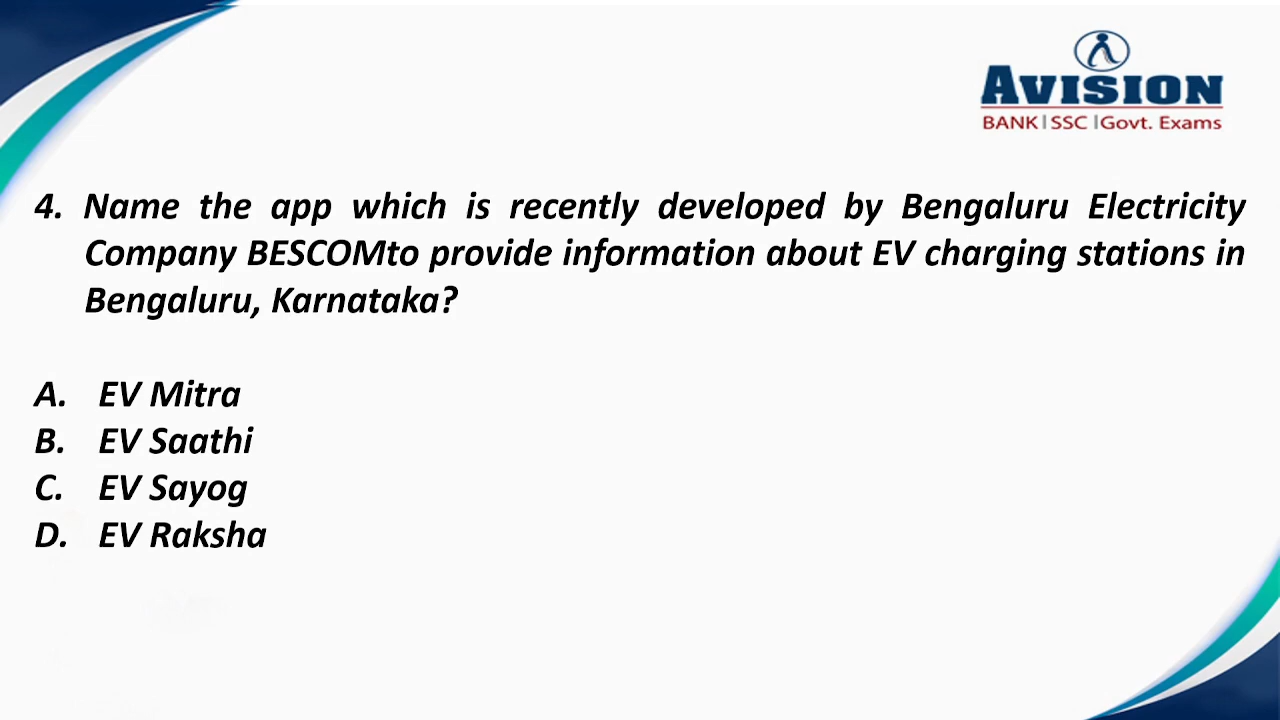 AVISION
BANK | SSC | Govt. Exams
4. Name the app which is recently developed by Bengaluru Electricity
Company BESCOMto provide information about EV charging stations in
Bengaluru, Karnataka?
A. EV Mitra
B. EV Saathi
C. EV Sayog
D. EV Raksha